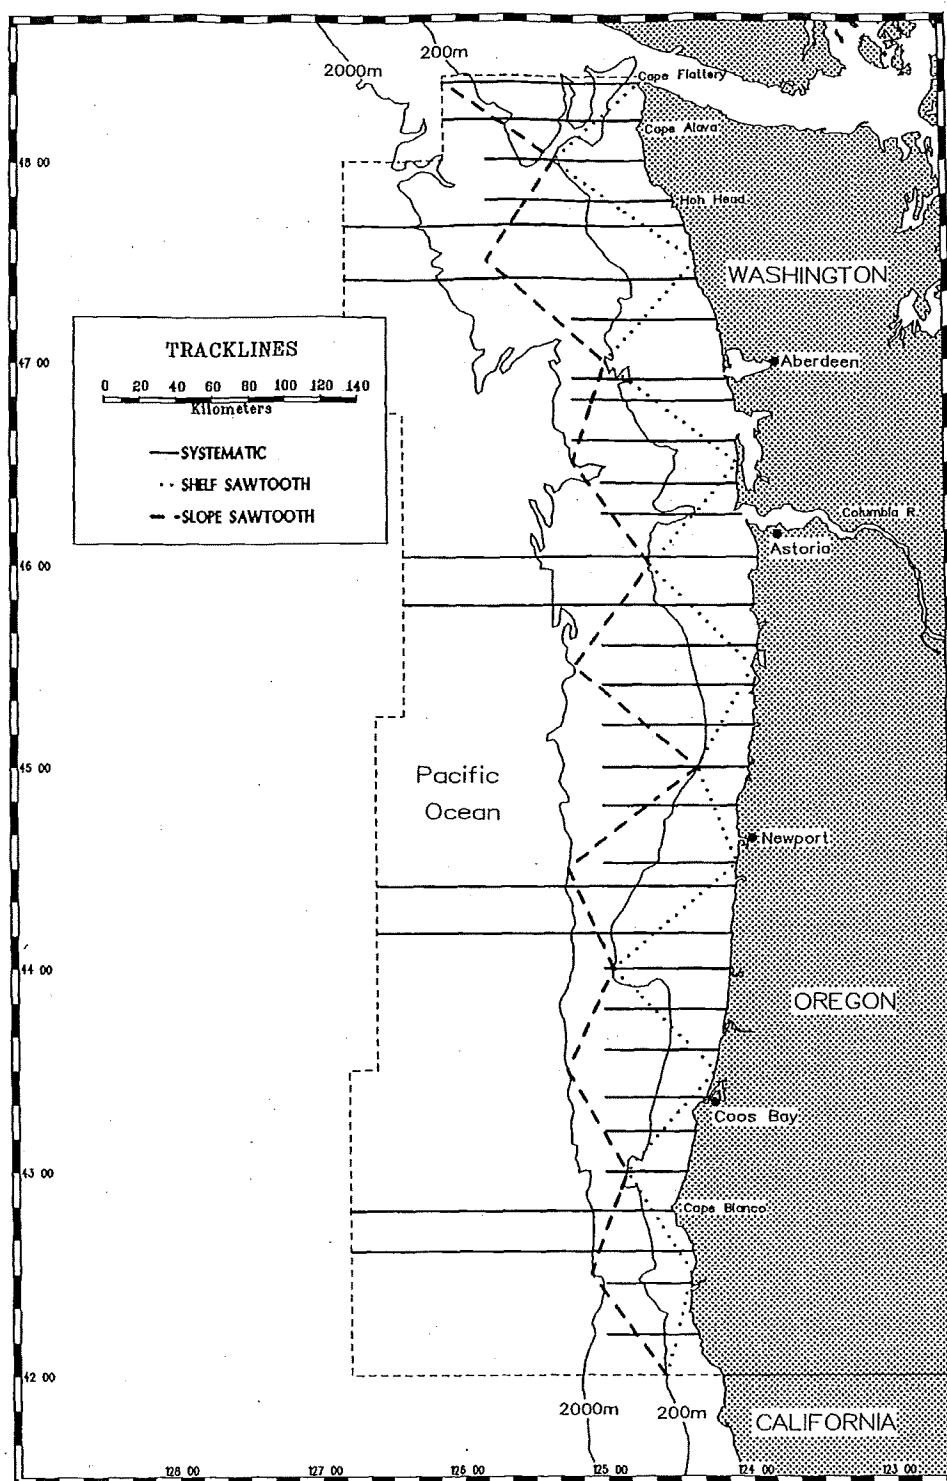 200m
2000m
Cape Flattery
Cape Alava
48 00
Hoh Head
WASHINGTON
TRACKLINES
0 20 40 60 80 100 120 140
Kilometers
SYSTEMATIC
SHELF SAWTOOTH
SLOPE SAWTOOTH
47 00
Aberdeen
Columbia R.
Astoria
46 00
45 00
Pacific
Ocean
Newport
44 00
OREGON
Coos Bay
43 00
Cape Blanco
42 00
2000m
200m
CALIFORNIA
128 00 127 00 126 00 125 00 124 00 123 00